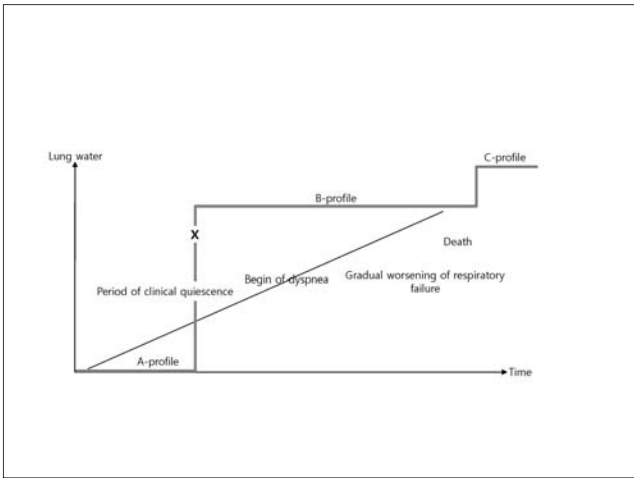 Lung water
C-profile
B-profile
X
Death
Begin of dyspnea
Gradual worsening of respiratory
failure
Period of clinical quiescence
A-profile
Time